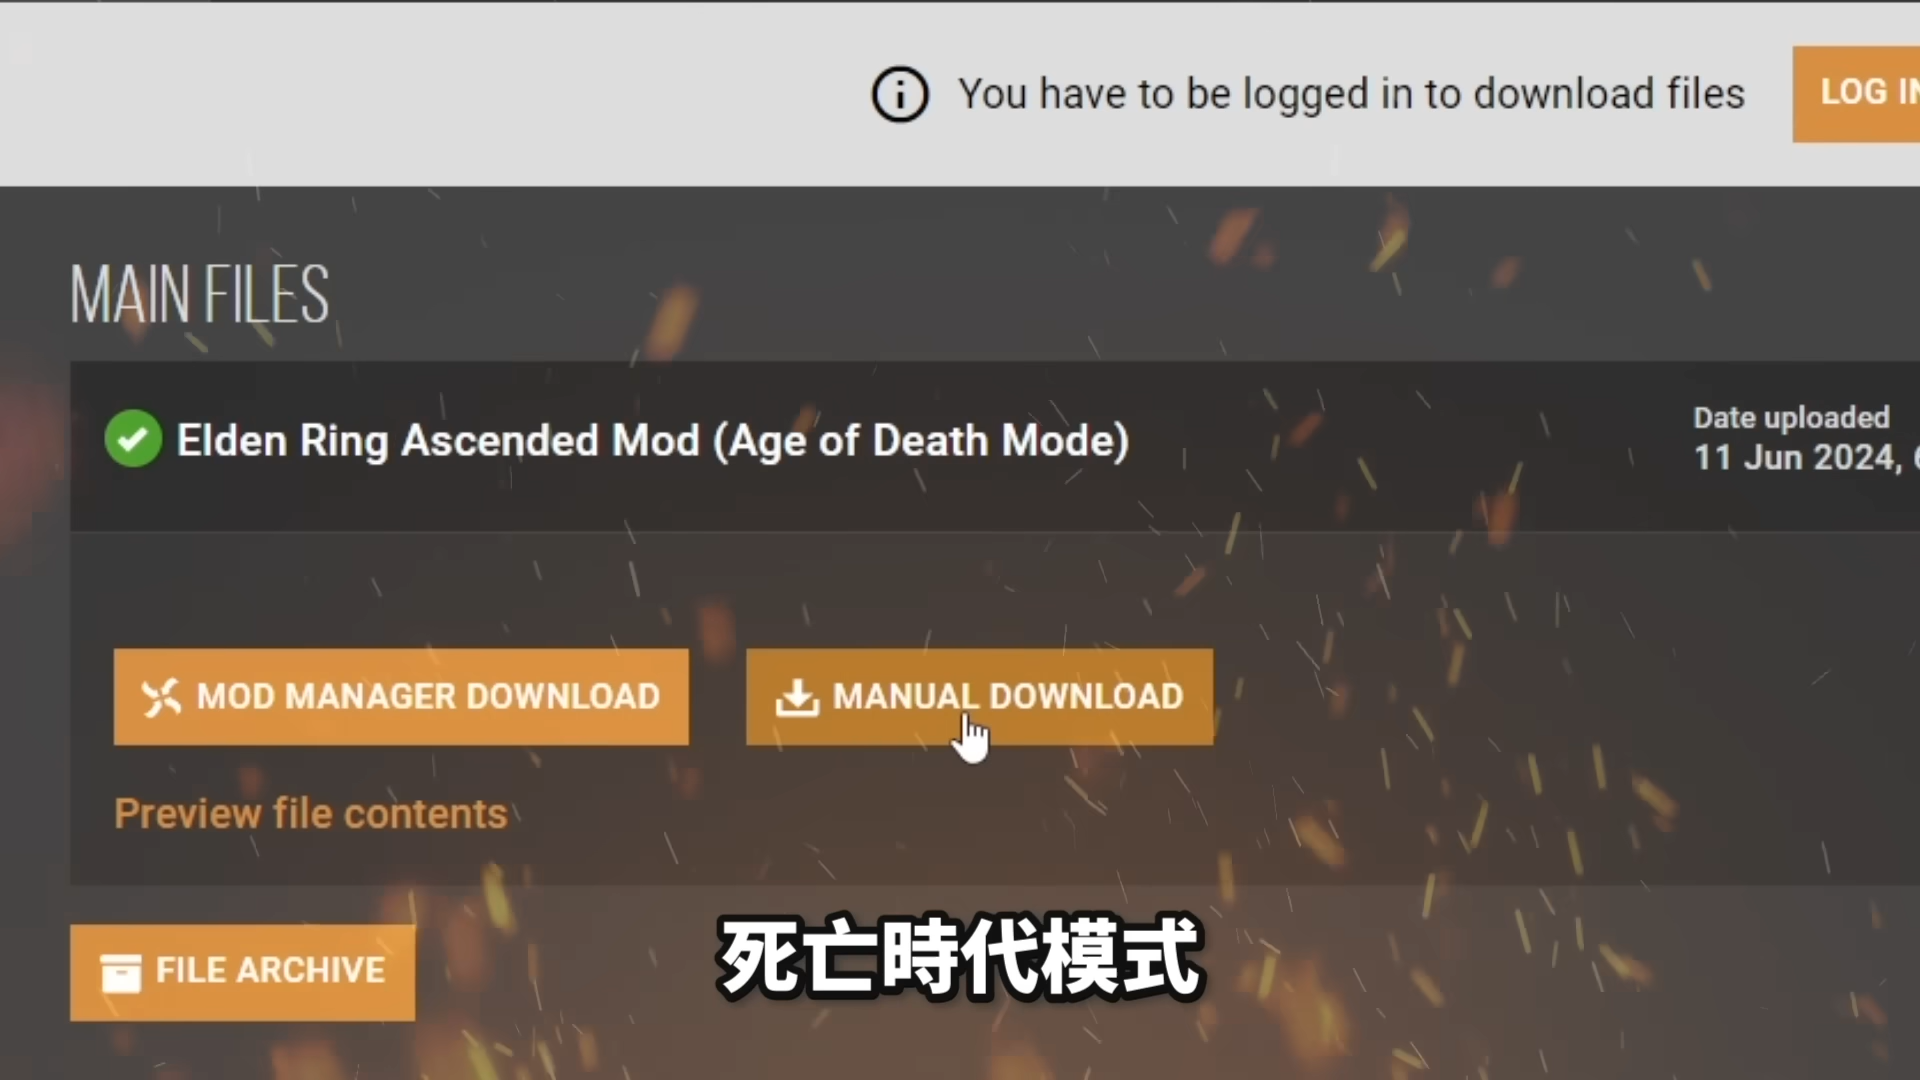 You have to be logged in to download files
LOG IN
MAIN FILES
Elden Ring Ascended Mod (Age of Death Mode)
Date uploaded
11 Jun 2024,
MOD MANAGER DOWNLOAD
MANUAL DOWNLOAD
Preview file contents
FILE ARCHIVE
死亡時代模式